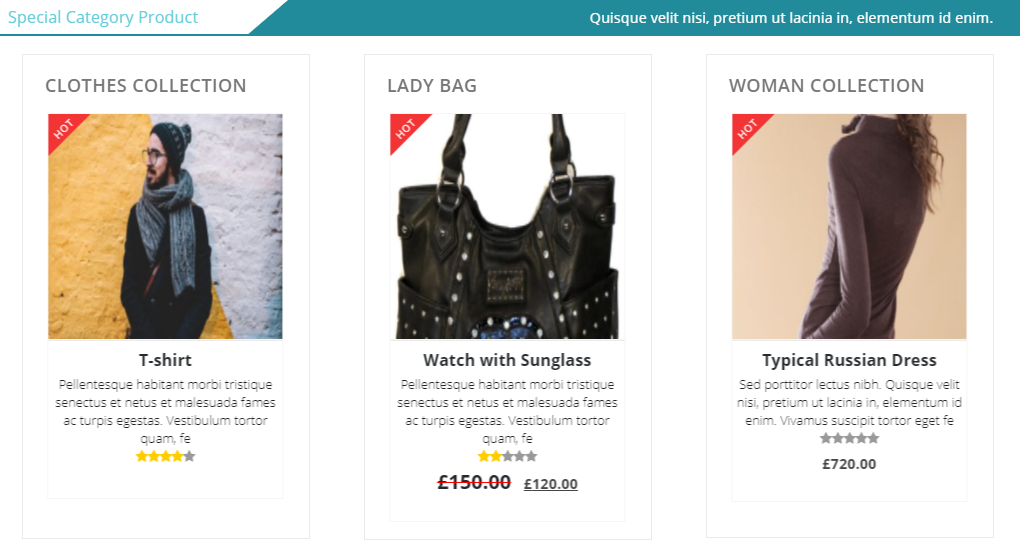 Special Category Product
Quisque velit nisi, pretium ut lacinia in, elementum id enim.
CLOTHES COLLECTION
HOT
T-shirt
Pellentesque habitant morbi tristique
senectus et netus et malesuada fames
ac turpis egestas. Vestibulum tortor
quam, fe
LADY BAG
HOT
Watch with Sunglass
Pellentesque habitant morbi tristique
senectus et netus et malesuada fames
ac turpis egestas. Vestibulum tortor
quam, fe
£150.00 £120.00
WOMAN COLLECTION
HOT
Typical Russian Dress
Sed porttitor lectus nibh. Quisque velit
nisi, pretium ut lacinia in, elementum id
enim. Vivamus suscipit tortor eget fe
£720.00